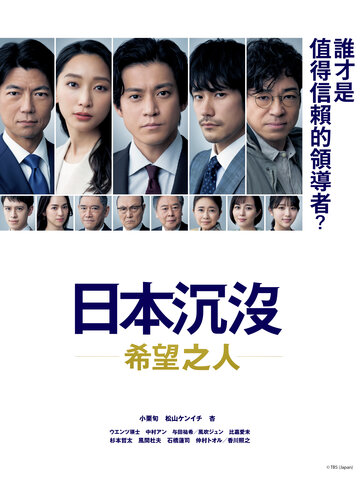 誰才是
值得信賴的領導者？
日本沉沒
希望之人
小栗旬　松山ケンイチ　杏
ウエンツ瑛士　中村アン　与田祐希／風吹ジュン　比嘉愛未
杉本哲太　風間杜夫　石橋蓮司　仲村トオル／香川照之
©TBS (Japan)